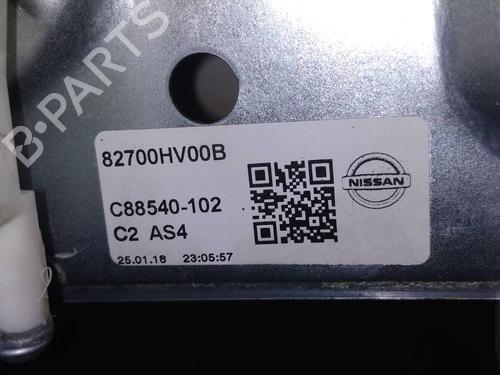 B-PARTS
82700HV00B
C88540-102
C2 AS4
25.01.18 23:05:57
NISSAN